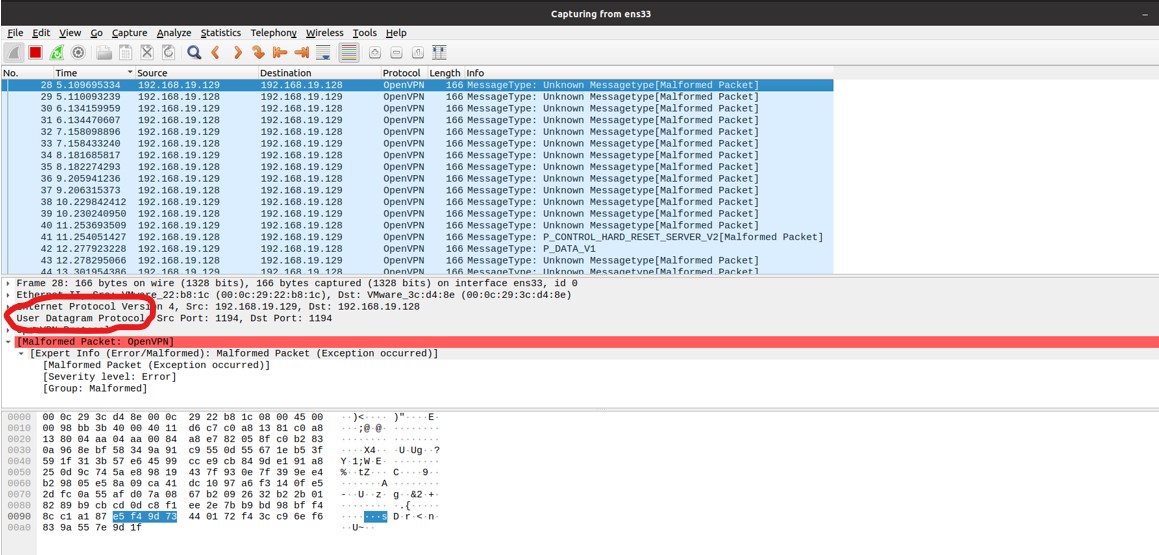 Capturing from ens33
File Edit View Go Capture Analyze Statistics Telephony Wireless Tools Help
No. Time Source Destination Protocol Length Info
28 5.109695334 192.168.19.129 192.168.19.128 OpenVPN 166 MessageType: Unknown Messagetype[Malformed Packet]
29 5.110093239 192.168.19.128 192.168.19.129 OpenVPN 166 MessageType: Unknown Messagetype[Malformed Packet]
30 6.134159959 192.168.19.129 192.168.19.128 OpenVPN 166 MessageType: Unknown Messagetype[Malformed Packet]
31 6.134470607 192.168.19.128 192.168.19.129 OpenVPN 166 MessageType: Unknown Messagetype[Malformed Packet]
32 7.158098896 192.168.19.129 192.168.19.128 OpenVPN 166 MessageType: Unknown Messagetype[Malformed Packet]
33 7.158433240 192.168.19.128 192.168.19.129 OpenVPN 166 MessageType: Unknown Messagetype[Malformed Packet]
34 8.181685817 192.168.19.129 192.168.19.128 OpenVPN 166 MessageType: Unknown Messagetype[Malformed Packet]
35 8.182274293 192.168.19.128 192.168.19.129 OpenVPN 166 MessageType: Unknown Messagetype[Malformed Packet]
36 9.205941236 192.168.19.129 192.168.19.128 OpenVPN 166 MessageType: Unknown Messagetype[Malformed Packet]
37 9.206315373 192.168.19.128 192.168.19.129 OpenVPN 166 MessageType: Unknown Messagetype[Malformed Packet]
38 10.229842412 192.168.19.129 192.168.19.128 OpenVPN 166 MessageType: Unknown Messagetype[Malformed Packet]
39 10.230240950 192.168.19.128 192.168.19.129 OpenVPN 166 MessageType: Unknown Messagetype[Malformed Packet]
40 11.253693509 192.168.19.129 192.168.19.128 OpenVPN 166 MessageType: Unknown Messagetype[Malformed Packet]
41 11.254051427 192.168.19.128 192.168.19.129 OpenVPN 166 MessageType: P_CONTROL_HARD_RESET_SERVER_V2[Malformed Packet]
42 12.277923228 192.168.19.129 192.168.19.128 OpenVPN 166 MessageType: P_DATA_V1
43 12.278295066 192.168.19.128 192.168.19.129 OpenVPN 166 MessageType: Unknown Messagetype[Malformed Packet]
44 13.301954386 192.168.19.129 192.168.19.128 OpenVPN 166 MessageType: Unknown Messagetype[Malformed Packet]
Frame 28: 166 bytes on wire (1328 bits), 166 bytes captured (1328 bits) on interface ens33, id 0
Ethernet II, Src: VMware_22:b8:1c (00:0c:29:22:b8:1c), Dst: VMware_3c:d4:8e (00:0c:29:3c:d4:8e)
Internet Protocol Version 4, Src: 192.168.19.129, Dst: 192.168.19.128
User Datagram Protocol, Src Port: 1194, Dst Port: 1194
OpenVPN Protocol
[Malformed Packet: OpenVPN]
[Expert Info (Error/Malformed): Malformed Packet (Exception occurred)]
[Malformed Packet (Exception occurred)]
[Severity level: Error]
[Group: Malformed]
0000 00 0c 29 3c d4 8e 00 0c 29 22 b8 1c 08 00 45 00 ··)<···· )"····E·
0010 00 98 bb 3b 40 00 40 11 d6 c7 c0 a8 13 81 c0 a8 ···;@·@· ········
0020 13 80 04 aa 04 aa 00 84 a8 e7 82 05 8f c0 b2 83 ········ ········
0030 0a 96 8e bf 58 34 9a 91 c9 55 0d 55 67 1e b5 3f ····X4·· ·U·Ug··?
0040 59 1f 31 3b 57 e6 45 99 cc e9 cb 84 9d e1 91 a8 Y·1;W·E· ········
0050 25 0d 9c 74 5a e8 98 19 43 7f 93 0e 7f 39 9e e4 %··tZ··· C····9··
0060 b2 98 05 e5 8a 09 ca 41 dc 10 97 a6 f3 14 0f e5 ·······A ········
0070 2d fc 0a 55 af d0 7a 08 67 b2 09 26 32 b2 2b 01 -··U··z· g··&2·+·
0080 82 89 b9 cb cd 0d c8 f1 ee 2e 7b b9 bd 98 bf f4 ········ ·.{·····
0090 8c c1 a1 87 e5 f4 9d 73 44 01 72 f4 3c c9 6e f6 ·······s D·r·<·n·
00a0 83 9a 55 7e 9d 1f ··U~··